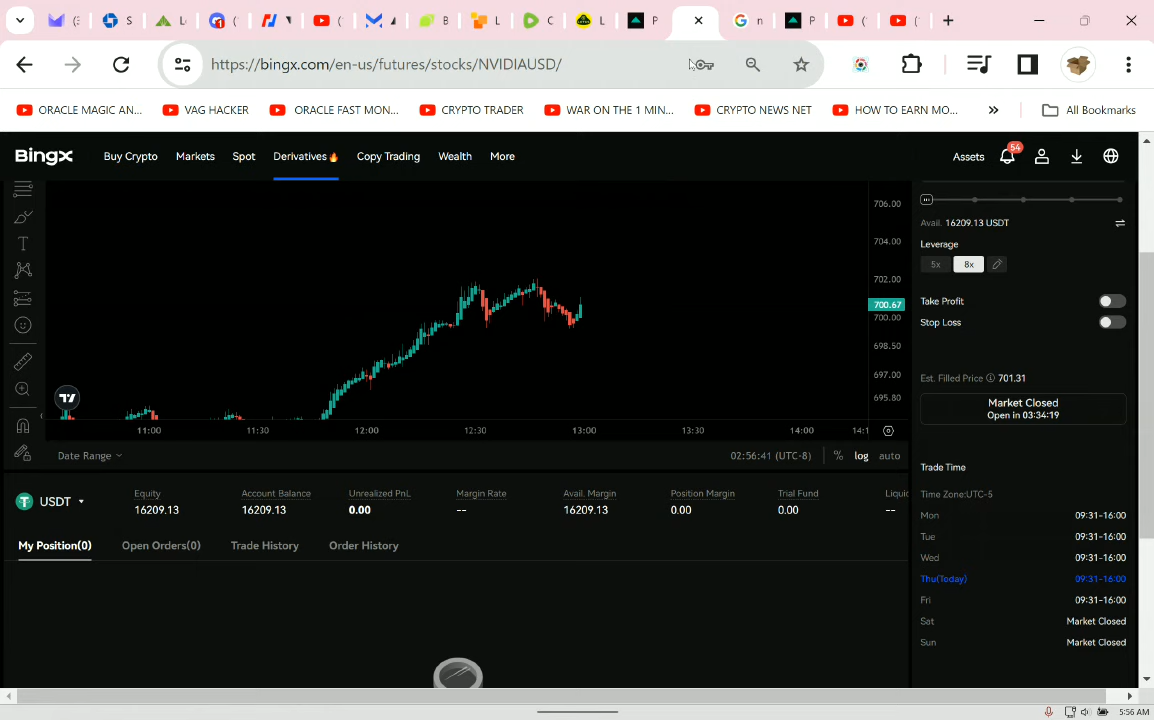 (
S
L
(
1
(
A
B
L
C
L
P
n
P
(
(
https://bingx.com/en-us/futures/stocks/NVIDIAUSD/
ORACLE MAGIC AN...
VAG HACKER
ORACLE FAST MON...
CRYPTO TRADER
WAR ON THE 1 MIN...
CRYPTO NEWS NET
HOW TO EARN MO...
»
All Bookmarks
BingX
Buy Crypto
Markets
Spot
Derivatives
Copy Trading
Wealth
More
Assets
54
706.00
704.00
702.00
700.67
700.00
698.50
697.00
695.80
11:00
11:30
12:00
12:30
13:00
13:30
14:00
14:1
Date Range
02:56:41 (UTC-8)
%
log
auto
Avail. 16209.13 USDT
Leverage
5x
8x
Take Profit
Stop Loss
Est. Filled Price 701.31
Market Closed
Open in 03:34:19
Trade Time
Time Zone:UTC-5
Mon 09:31-16:00
Tue 09:31-16:00
Wed 09:31-16:00
Thu(Today) 09:31-16:00
Fri 09:31-16:00
Sat Market Closed
Sun Market Closed
USDT
Equity
16209.13
Account Balance
16209.13
Unrealized PnL
0.00
Margin Rate
--
Avail. Margin
16209.13
Position Margin
0.00
Trial Fund
0.00
Liquid
--
My Position(0)
Open Orders(0)
Trade History
Order History
5:56 AM